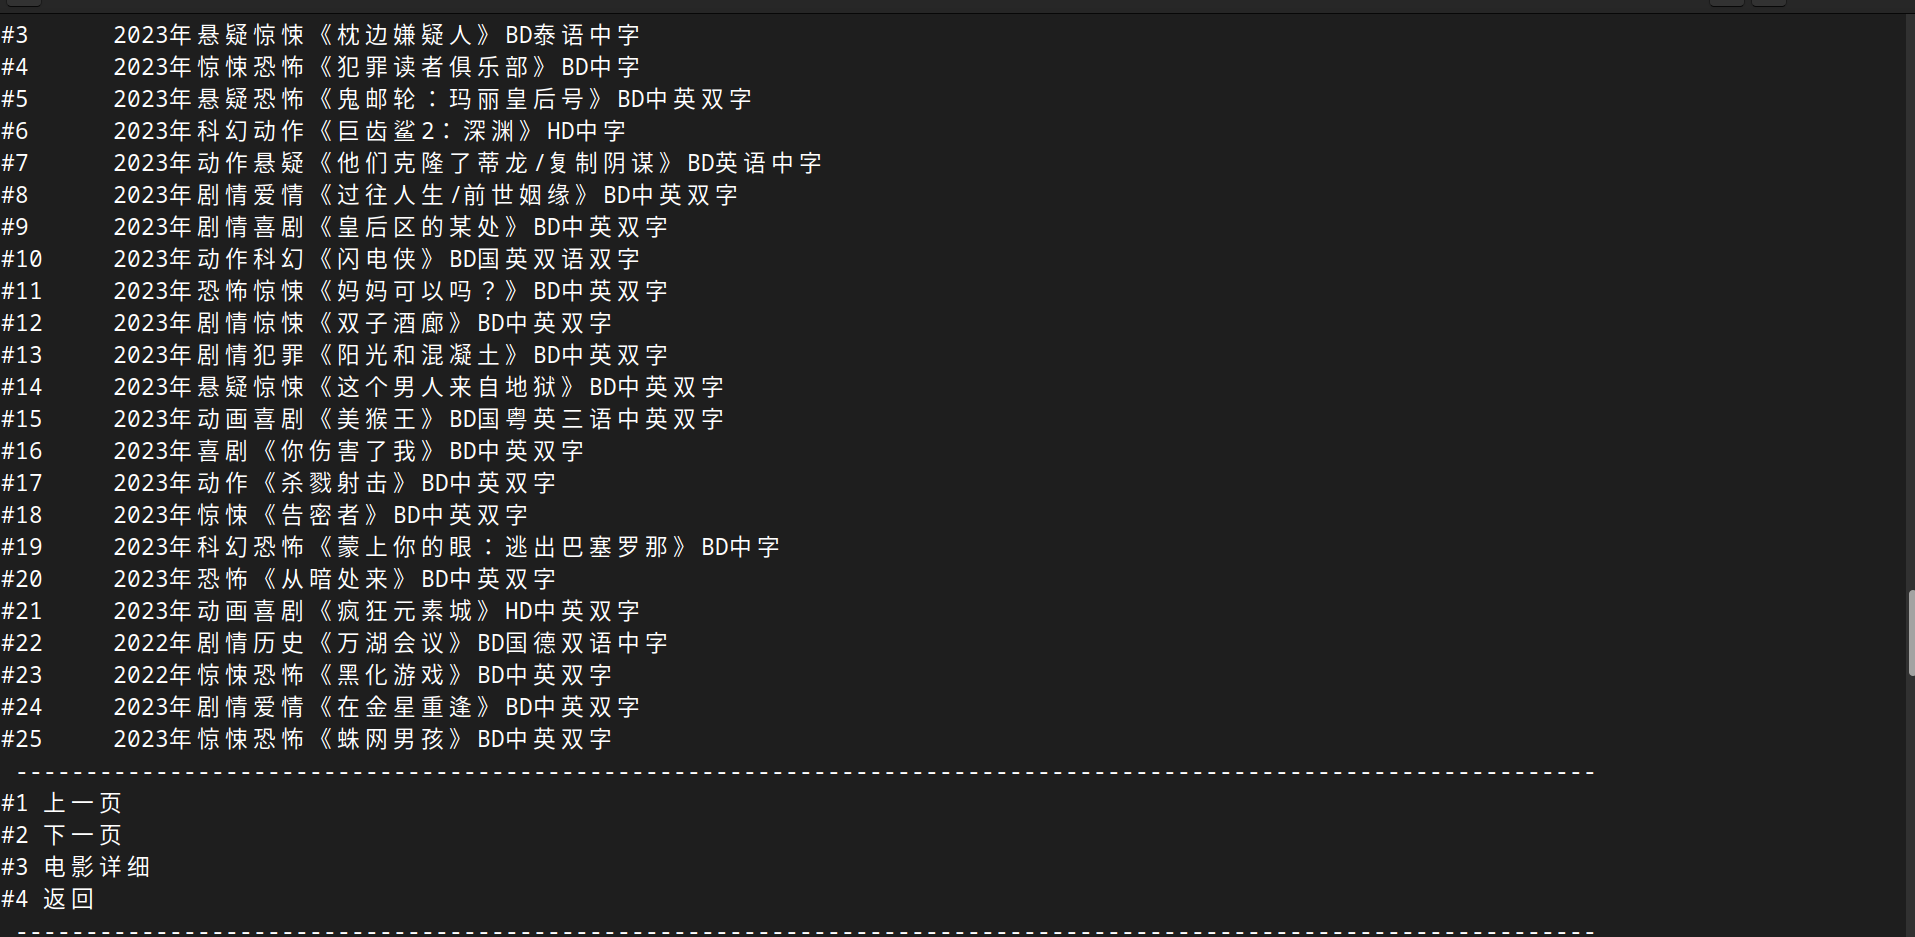 #3 2023年悬疑惊悚《枕边嫌疑人》BD泰语中字
#4 2023年惊悚恐怖《犯罪读者俱乐部》BD中字
#5 2023年悬疑恐怖《鬼邮轮：玛丽皇后号》BD中英双字
#6 2023年科幻动作《巨齿鲨2：深渊》HD中字
#7 2023年动作悬疑《他们克隆了蒂龙/复制阴谋》BD英语中字
#8 2023年剧情爱情《过往人生/前世姻缘》BD中英双字
#9 2023年剧情喜剧《皇后区的某处》BD中英双字
#10 2023年动作科幻《闪电侠》BD国英双语双字
#11 2023年恐怖惊悚《妈妈可以吗？》BD中英双字
#12 2023年剧情惊悚《双子酒廊》BD中英双字
#13 2023年剧情犯罪《阳光和混凝土》BD中英双字
#14 2023年悬疑惊悚《这个男人来自地狱》BD中英双字
#15 2023年动画喜剧《美猴王》BD国粤英三语中英双字
#16 2023年喜剧《你伤害了我》BD中英双字
#17 2023年动作《杀戮射击》BD中英双字
#18 2023年惊悚《告密者》BD中英双字
#19 2023年科幻恐怖《蒙上你的眼：逃出巴塞罗那》BD中字
#20 2023年恐怖《从暗处来》BD中英双字
#21 2023年动画喜剧《疯狂元素城》HD中英双字
#22 2022年剧情历史《万湖会议》BD国德双语中字
#23 2022年惊悚恐怖《黑化游戏》BD中英双字
#24 2023年剧情爱情《在金星重逢》BD中英双字
#25 2023年惊悚恐怖《蛛网男孩》BD中英双字
#1 上一页
#2 下一页
#3 电影详细
#4 返回